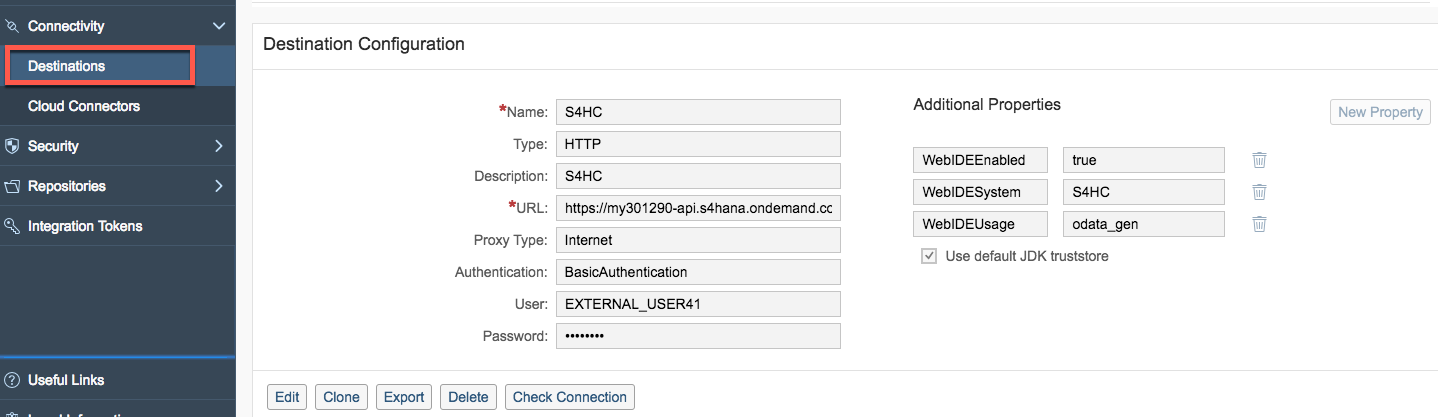 Connectivity
Destinations
Cloud Connectors
Security
Repositories
Integration Tokens
Useful Links
Destination Configuration
*Name: S4HC
Type: HTTP
Description: S4HC
*URL: https://my301290-api.s4hana.ondemand.cc
Proxy Type: Internet
Authentication: BasicAuthentication
User: EXTERNAL_USER41
Password: ••••••••
Additional Properties
New Property
WebIDEEnabled true
WebIDESystem S4HC
WebIDEUsage odata_gen
Use default JDK truststore
Edit Clone Export Delete Check Connection